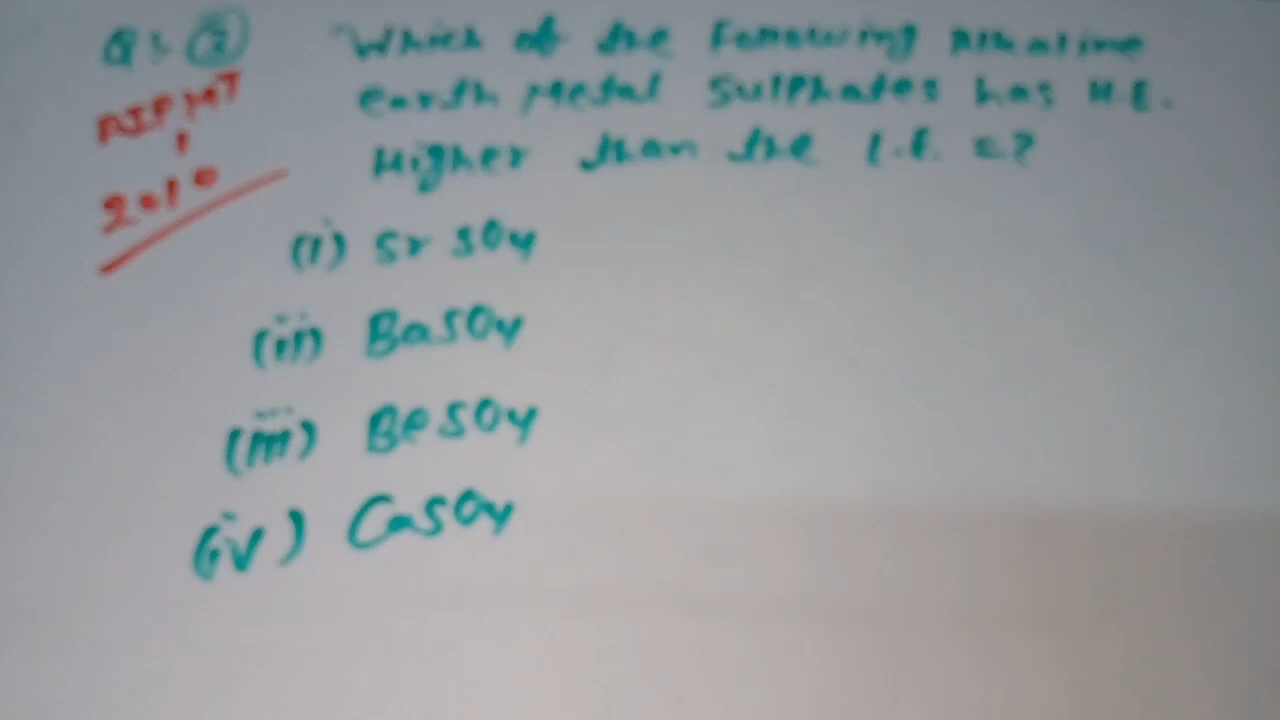 Q:- (2) Which of the Following Alkaline
earth Metal Sulphates has H.E.
Higher than the L.E. =?
AIPMT
2010
(i) SrSO4
(ii) BaSO4
(iii) BeSO4
(iv) CaSO4